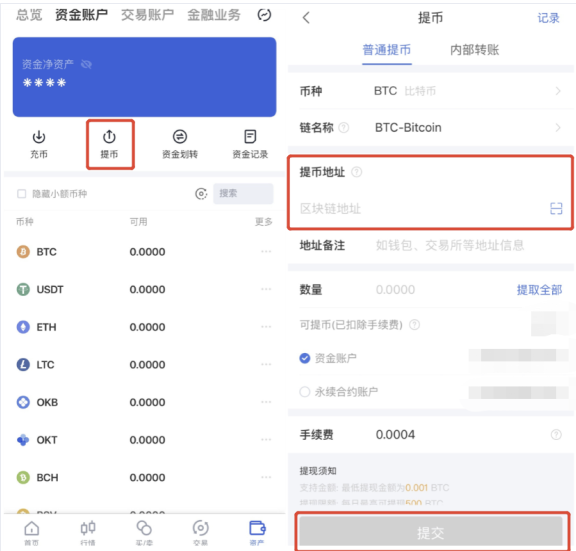 总览 资金账户 交易账户 金融业务
资金净资产
****
充币 提币 资金划转 资金记录
隐藏小额币种 搜索
币种 可用 更多
BTC 0.0000 ...
USDT 0.0000 ...
ETH 0.0000 ...
LTC 0.0000 ...
OKB 0.0000 ...
OKT 0.0000 ...
BCH 0.0000 ...
首页 行情 买/卖 交易 资产
提币 记录
普通提币 内部转账
币种 BTC 比特币
链名称 BTC-Bitcoin
提币地址
区块链地址
地址备注 如钱包、交易所等地址信息
数量 0.0000 提取全部
可提币(已扣除手续费)
资金账户
永续合约账户
手续费 0.0004
提现须知
支持金额: 最低提现金额为0.001 BTC
提交